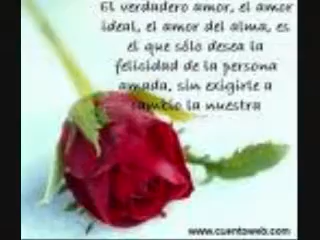 El verdadero amor, el amor
ideal, el amor del alma, es
el que sólo desea la
felicidad de la persona
amada, sin exigirle a
cambio la nuestra
www.cuentoweb.com